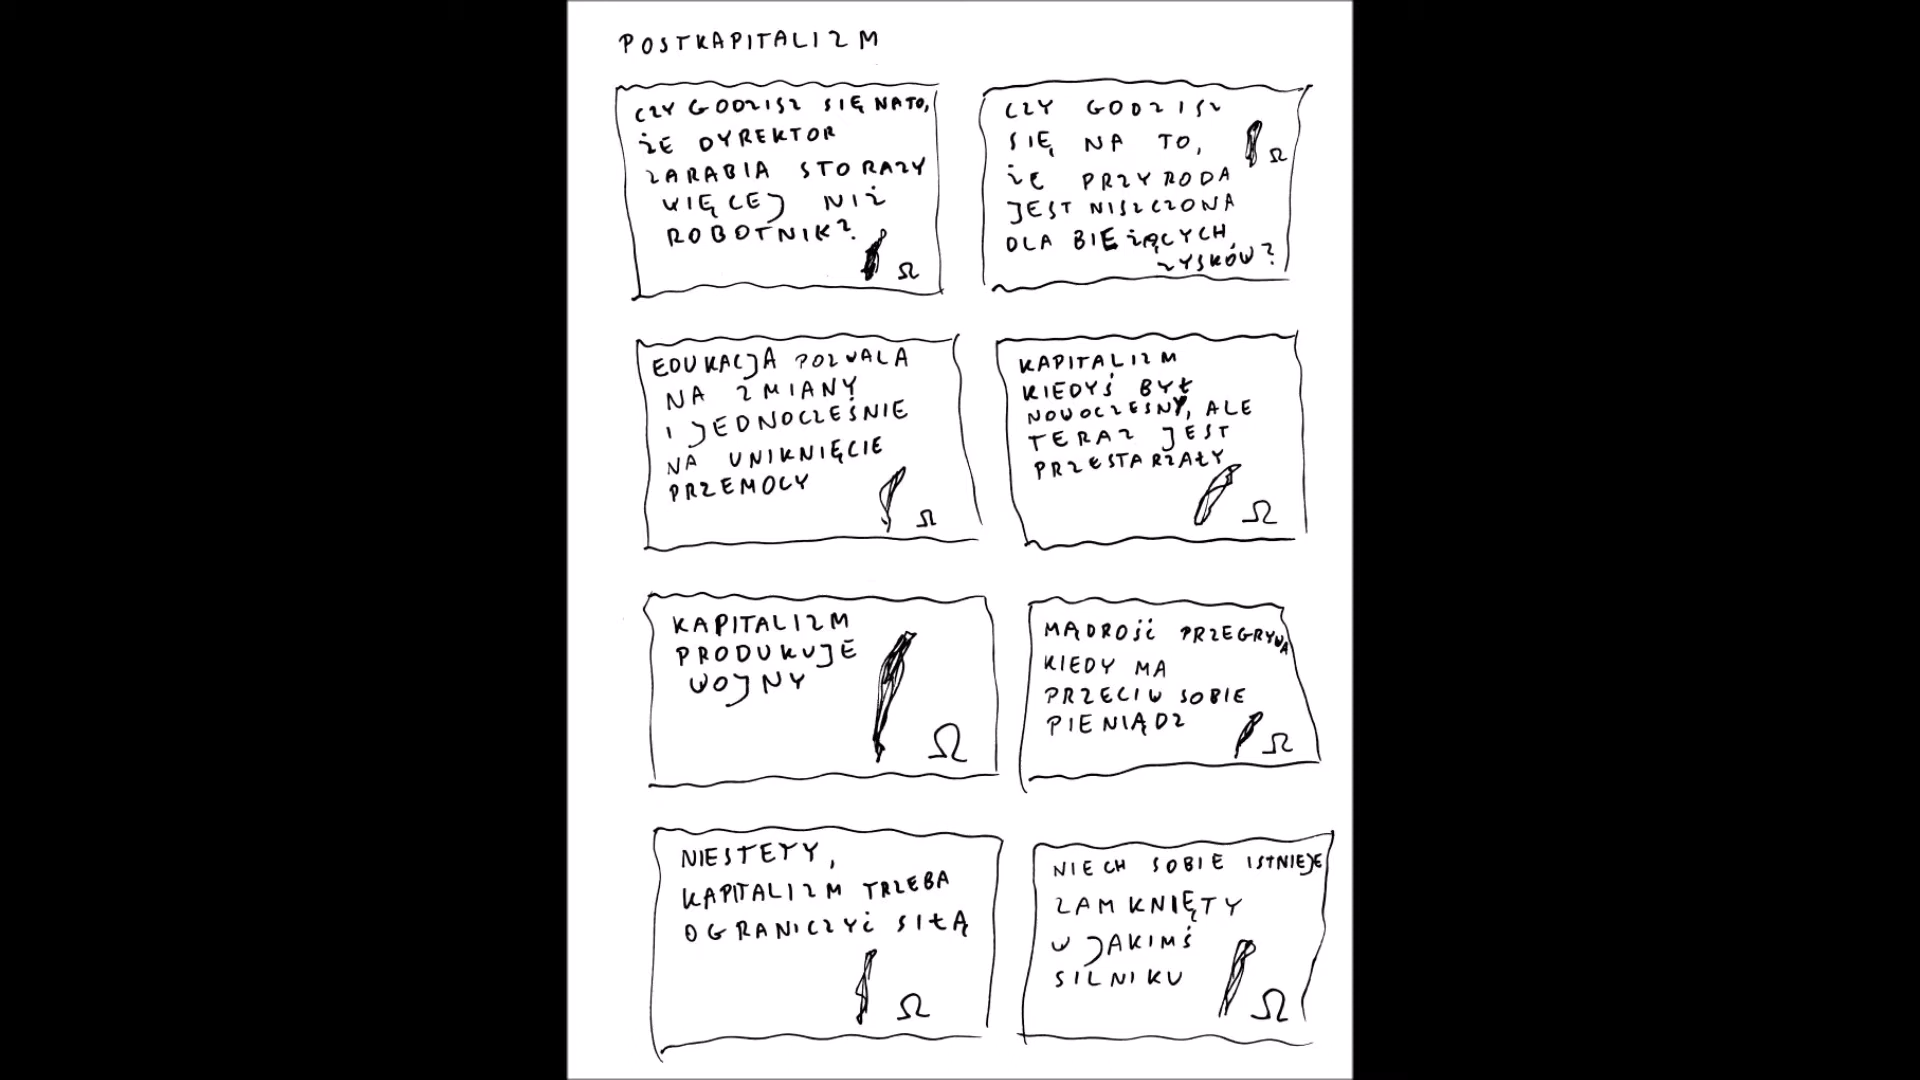 POSTKAPITALIZM
CZY GODZISZ SIĘ NA TO,
ŻE DYREKTOR
ZARABIA STO RAZY
WIĘCEJ NIŻ
ROBOTNIK?
Ω
CZY GODZISZ
SIĘ NA TO,
ŻE PRZYRODA
JEST NISZCZONA
DLA BIEŻĄCYCH
ZYSKÓW?
Ω
EDUKACJA POZWALA
NA ZMIANY
I JEDNOCZEŚNIE
NA UNIKNIĘCIE
PRZEMOCY
Ω
KAPITALIZM
KIEDYŚ BYŁ
NOWOCZESNY, ALE
TERAZ JEST
PRZESTARZAŁY
Ω
KAPITALIZM
PRODUKUJE
WOJNY
Ω
MĄDROŚĆ PRZEGRYWA
KIEDY MA
PRZECIW SOBIE
PIENIĄDZ
Ω
NIESTETY,
KAPITALIZM TRZEBA
OGRANICZYĆ SIŁĄ
Ω
NIECH SOBIE ISTNIEJE
ZAMKNIĘTY
W JAKIMŚ
SILNIKU
Ω